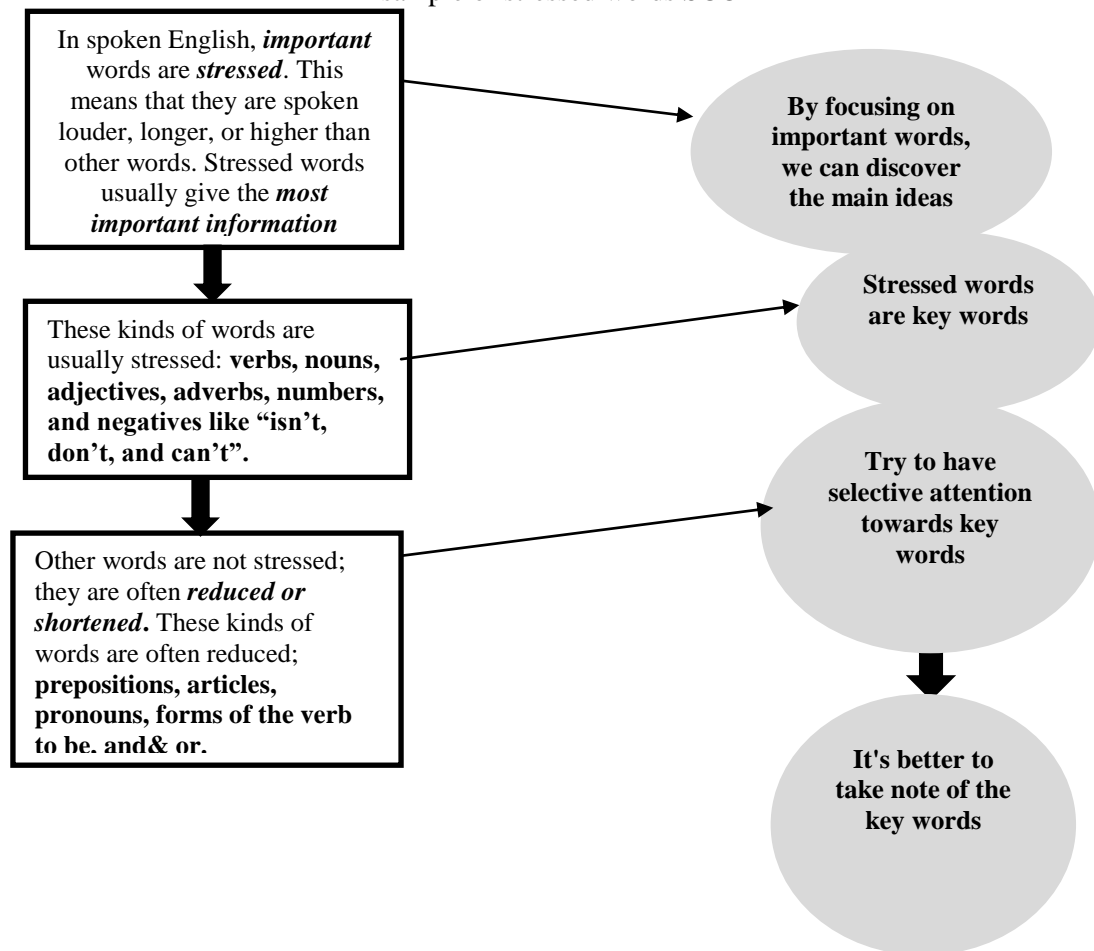 In spoken English, important
words are stressed. This
means that they are spoken
louder, longer, or higher than
other words. Stressed words
usually give the most
important information
By focusing on
important words,
we can discover
the main ideas
These kinds of words are
usually stressed: verbs, nouns,
adjectives, adverbs, numbers,
and negatives like “isn’t,
don’t, and can’t”.
Stressed words
are key words
Other words are not stressed;
they are often reduced or
shortened. These kinds of
words are often reduced;
prepositions, articles,
pronouns, forms of the verb
to be, and& or.
Try to have
selective attention
towards key
words
It's better to
take note of the
key words